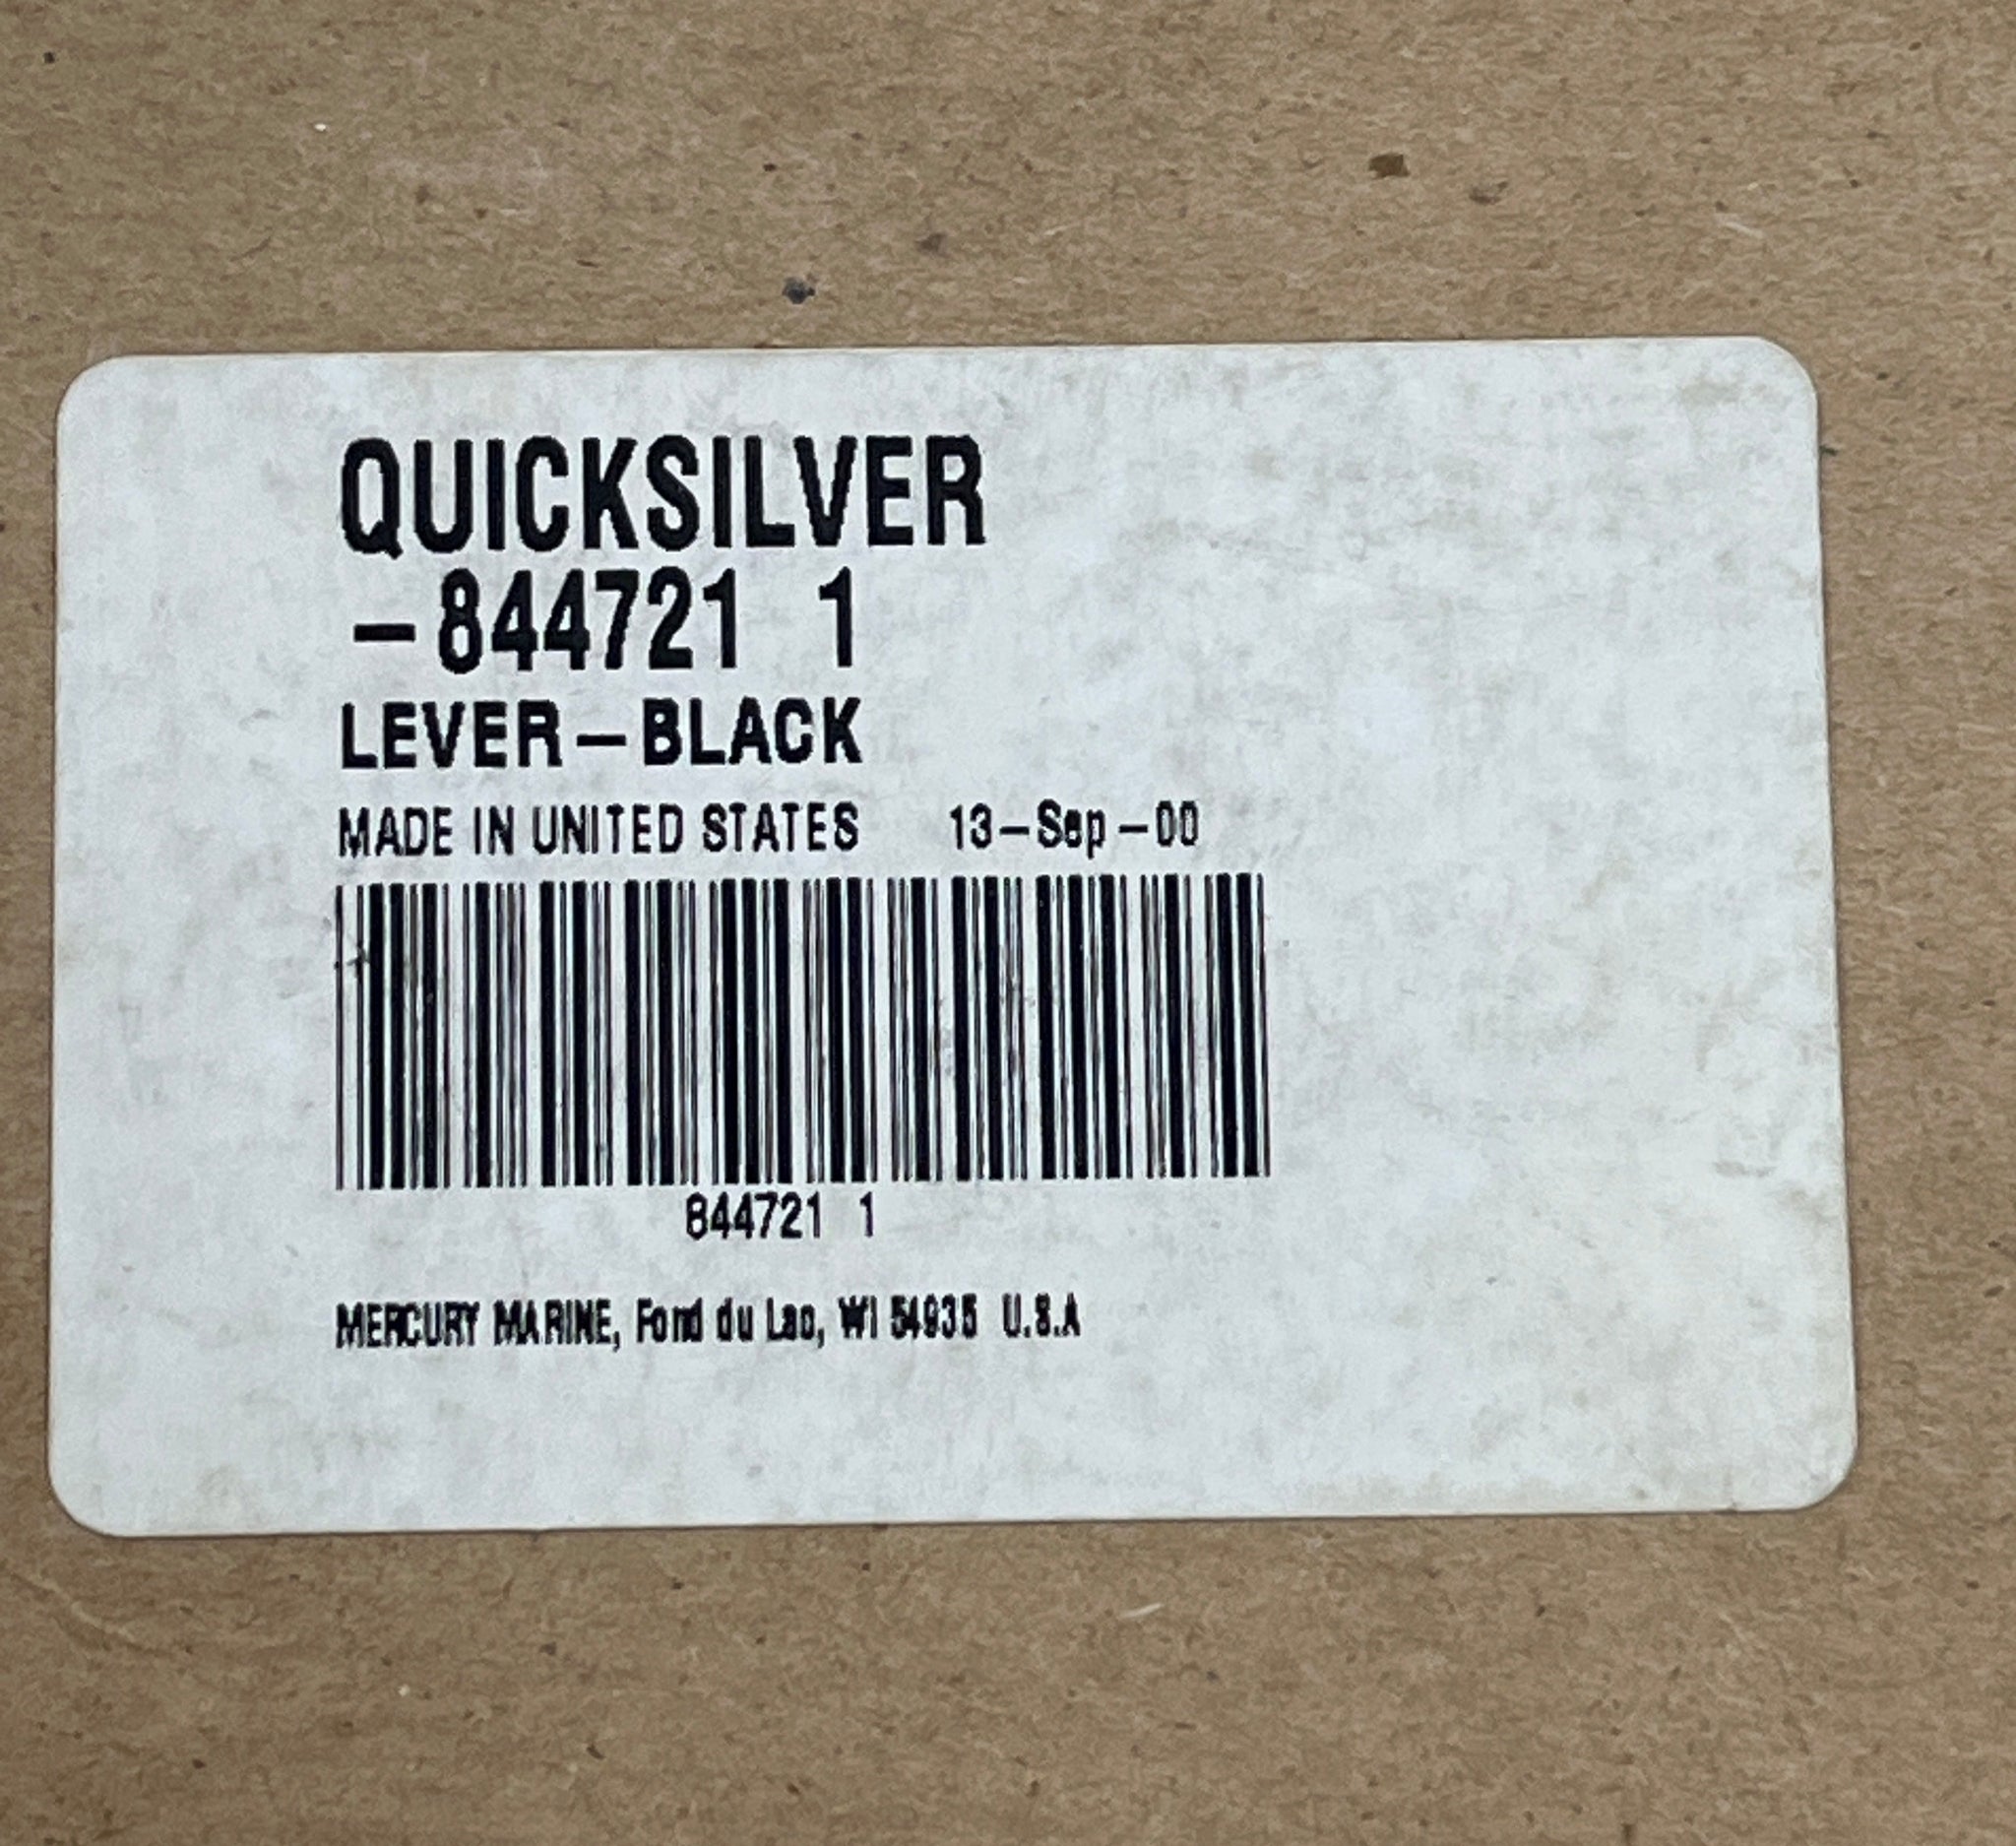 QUICKSILVER
-844721 1
LEVER-BLACK
MADE IN UNITED STATES 13-Sep-00
844721 1
MERCURY MARINE, Fond du Lac, WI 54935 U.S.A